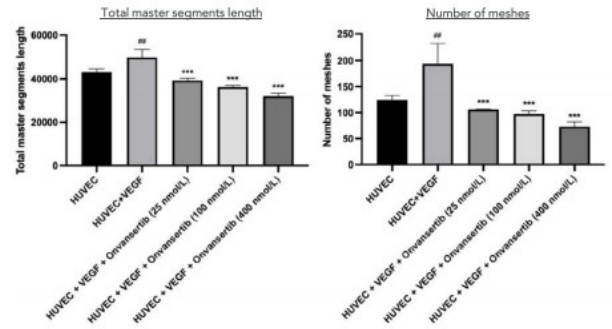 Total master segments length
Total master segments length
60000
40000
20000
0
##
***
***
***
HUVEC
HUVEC+VEGF
HUVEC + VEGF + Onvansertib (25 nmol/L)
HUVEC + VEGF + Onvansertib (100 nmol/L)
HUVEC + VEGF + Onvansertib (400 nmol/L)
Number of meshes
Number of meshes
250
200
150
100
50
0
##
***
***
***
HUVEC
HUVEC+VEGF
HUVEC + VEGF + Onvansertib (25 nmol/L)
HUVEC + VEGF + Onvansertib (100 nmol/L)
HUVEC + VEGF + Onvansertib (400 nmol/L)